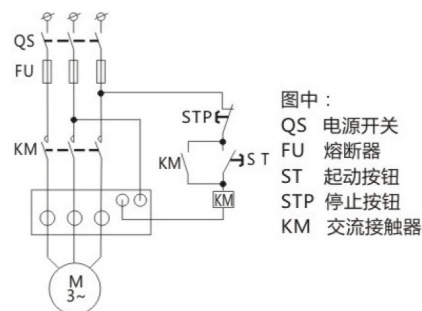 QS
FU
STP
KM
S T
KM
KM
M
3~
图中：
QS 电源开关
FU 熔断器
ST 起动按钮
STP 停止按钮
KM 交流接触器